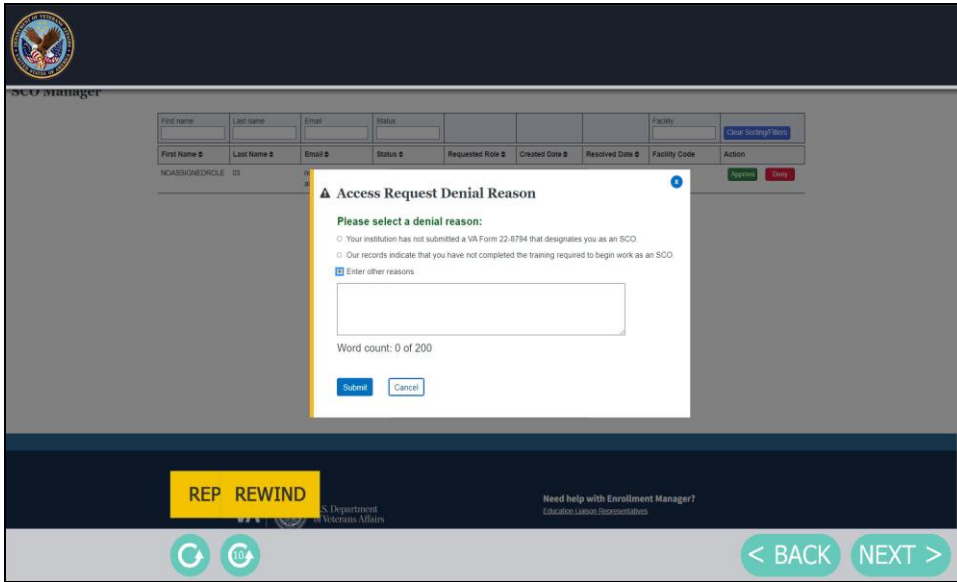 SCO Manager
First name Last name Email Status Facility
Clear Sorting/Filters
First Name Last Name Email Status Requested Role Created Date Resolved Date Facility Code Action
NOASSIGNEDROLE 03 Approve Deny
Access Request Denial Reason
x
Please select a denial reason:
Your institution has not submitted a VA Form 22-8794 that designates you as an SCO
Our records indicate that you have not completed the training required to begin work as an SCO.
Enter other reasons
Word count: 0 of 200
Submit Cancel
REP REWIND
VA
S. Department
of Veterans Affairs
Need help with Enrollment Manager?
Education Liaison Representatives
10
< BACK NEXT >